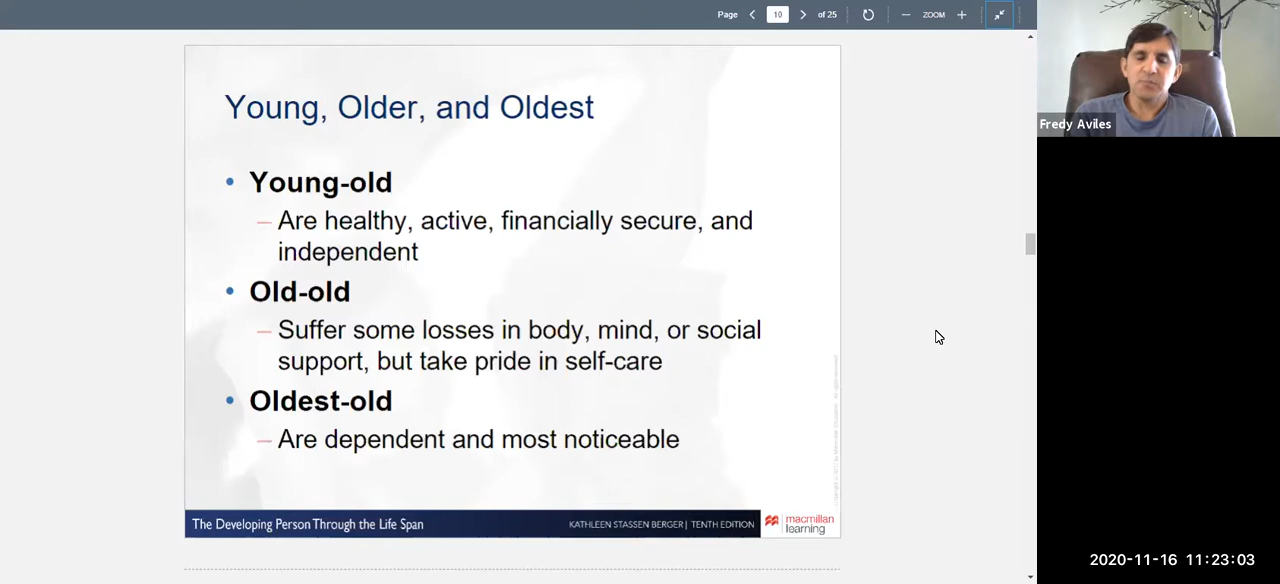 Page 10 of 25 ZOOM
Young, Older, and Oldest
Young-old
Are healthy, active, financially secure, and
independent
Old-old
Suffer some losses in body, mind, or social
support, but take pride in self-care
Oldest-old
Are dependent and most noticeable
The Developing Person Through the Life Span
KATHLEEN STASSEN BERGER | TENTH EDITION
macmillan
learning
Fredy Aviles
2020-11-16 11:23:03